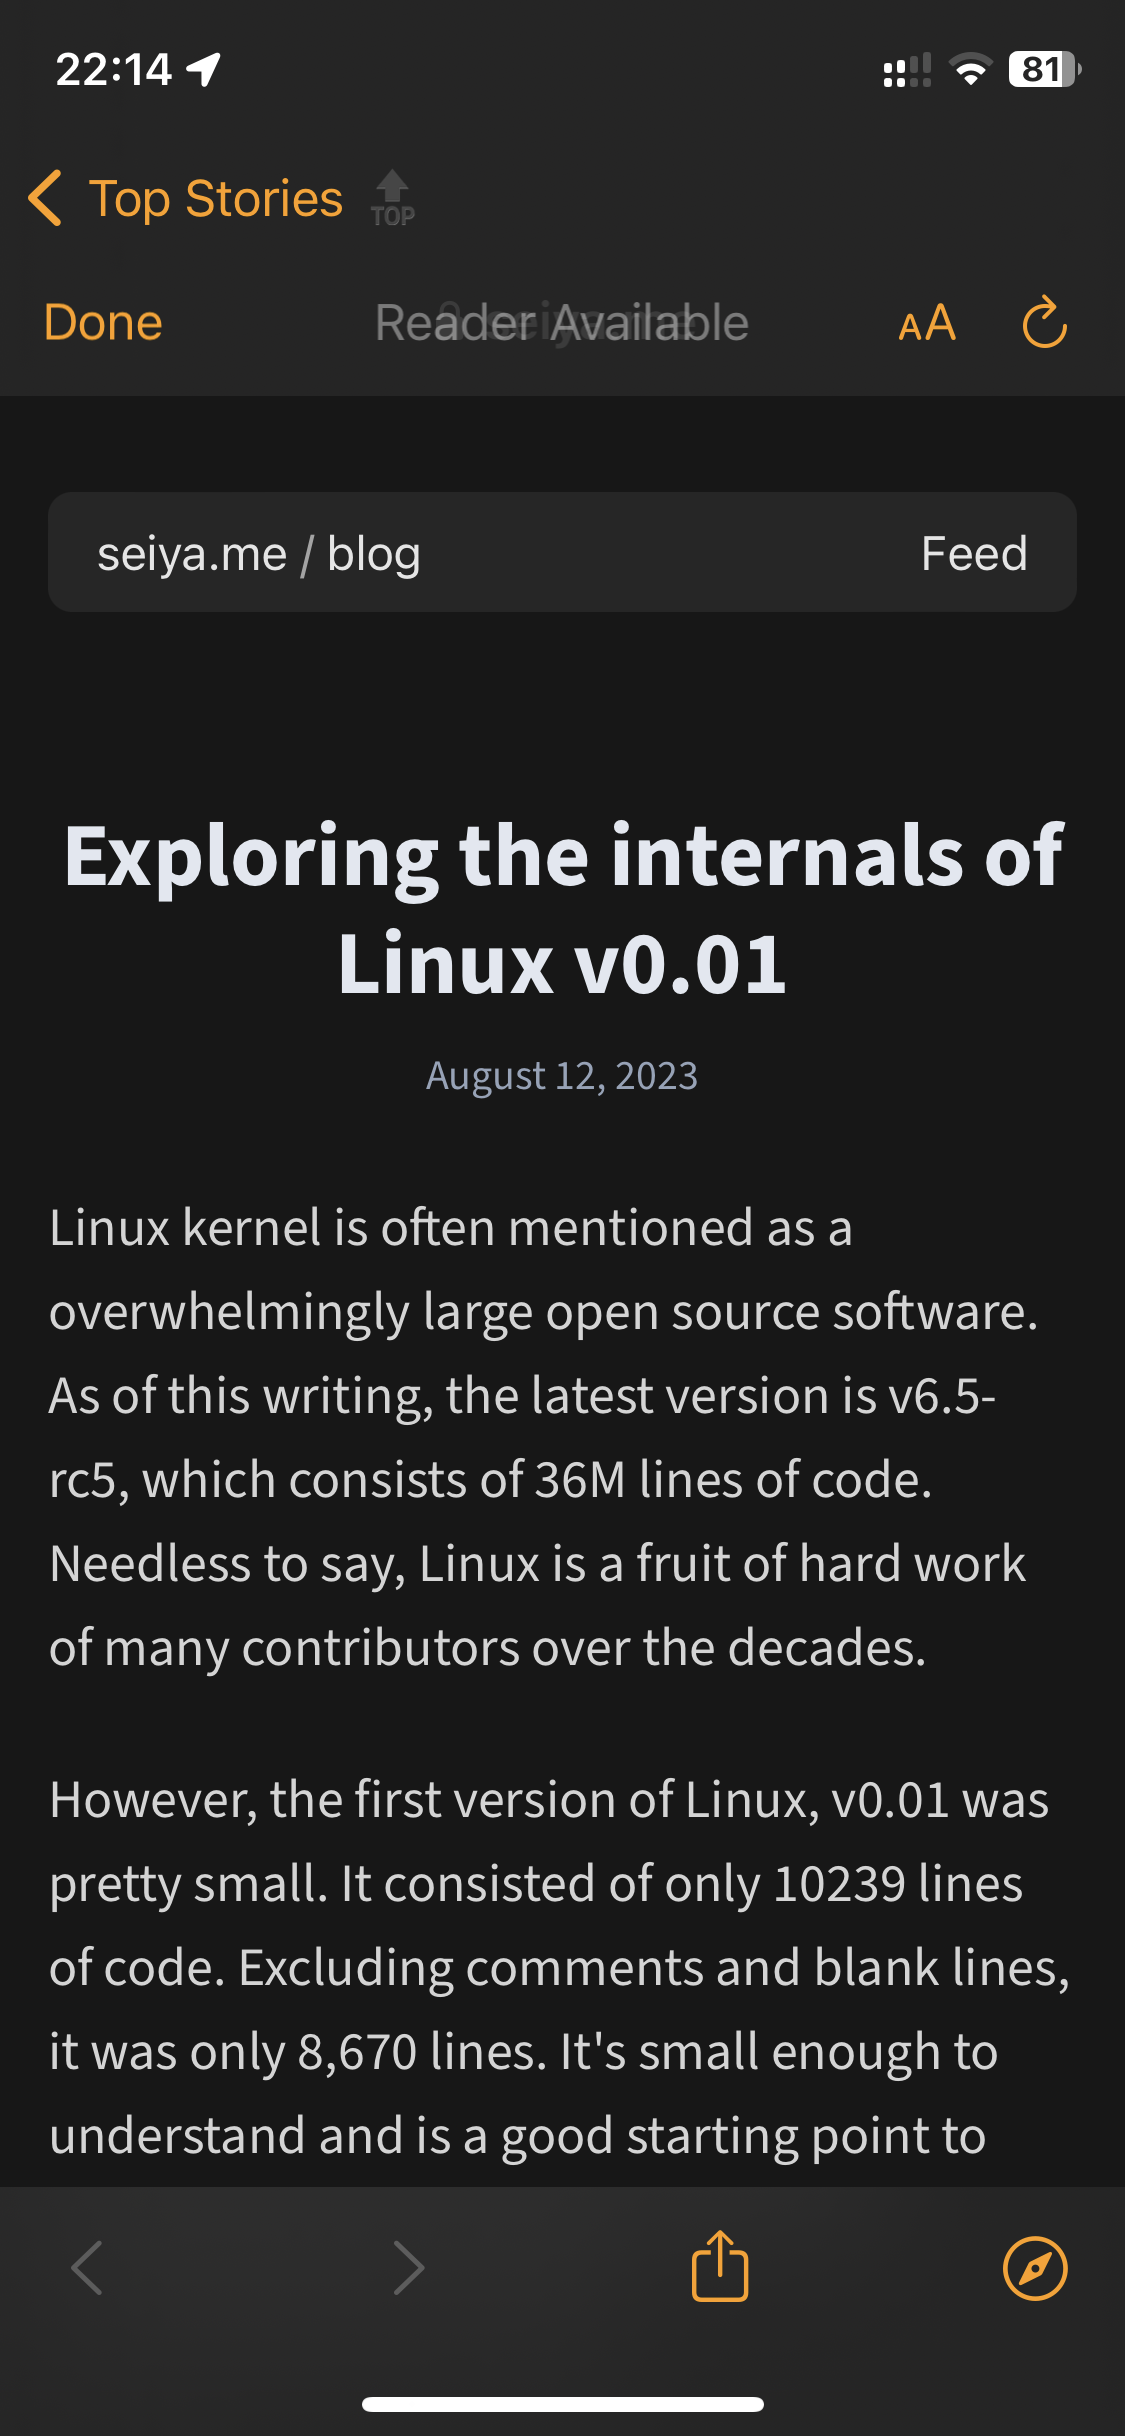 22:14
81
Top Stories
TOP
Done
Reader Available
seiya.me
AA
seiya.me / blog
Feed
Exploring the internals of
Linux v0.01
August 12, 2023
Linux kernel is often mentioned as a
overwhelmingly large open source software.
As of this writing, the latest version is v6.5-
rc5, which consists of 36M lines of code.
Needless to say, Linux is a fruit of hard work
of many contributors over the decades.
However, the first version of Linux, v0.01 was
pretty small. It consisted of only 10239 lines
of code. Excluding comments and blank lines,
it was only 8,670 lines. It's small enough to
understand and is a good starting point to